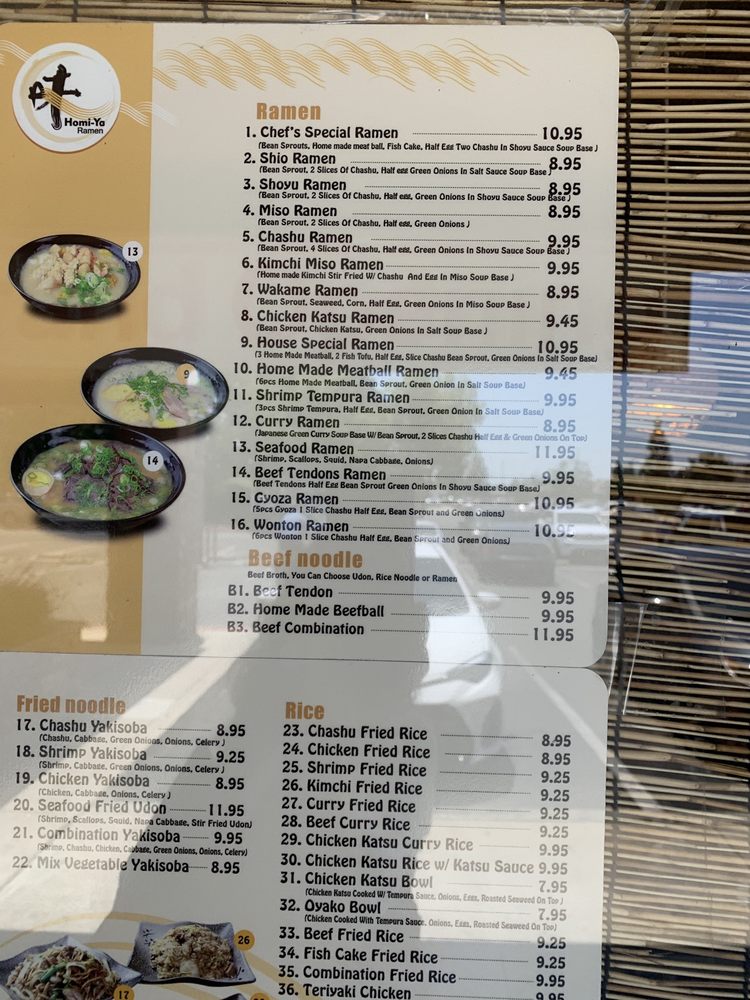 味
Homi-Ya
Ramen
Ramen
1. Chef's Special Ramen 10.95
(Bean Sprouts, Home made meat ball, Fish Cake, Half Egg Two Chashu In Shoyu Sauce Soup Base)
2. Shio Ramen 8.95
(Bean Sprout, 2 Slices Of Chashu, Half egg Green Onions In Salt Sauce Soup Base)
3. Shoyu Ramen 8.95
(Bean Sprout, 2 Slices Of Chashu, Half egg, Green Onions In Shoyu Sauce Soup Base)
4. Miso Ramen 8.95
(Bean Sprout, 2 Slices Of Chashu, Half egg, Green Onions)
5. Chashu Ramen 9.95
(Bean Sprout, 4 Slices Of Chashu, Half egg, Green Onions In Shoyu Sauce Soup Base)
6. Kimchi Miso Ramen 9.95
(Home made Kimchi Stir Fried W/ Chashu And Egg In Miso Soup Base)
7. Wakame Ramen 8.95
(Bean Sprout, Seaweed, Corn, Half Egg, Green Onions In Miso Soup Base)
8. Chicken Katsu Ramen 9.45
(Bean Sprout, Chicken Katsu, Green Onions In Salt Soup Base)
9. House Special Ramen 10.95
(3 Home Made Meatball, 2 Fish Tofu, Half Egg, Slice Chashu Bean Sprout, Green Onions In Salt Soup Base)
10. Home Made Meatball Ramen 9.45
(6pcs Home Made Meatball, Bean Sprout, Green Onion In Salt Soup Base)
11. Shrimp Tempura Ramen 9.95
(3pcs Shrimp Tempura, Half Egg, Bean Sprout, Green Onion In Salt Soup Base)
12. Curry Ramen 8.95
(Japanese Green Curry Soup Base W/ Bean Sprout, 2 Slices Chashu Half Egg & Green Onions On Top)
13. Seafood Ramen 11.95
(Shrimp, Scallops, Squid, Napa Cabbage, Onions)
14. Beef Tendons Ramen 9.95
(Beef Tendons Half Egg Bean Sprout Green Onions In Shoyu Sauce Soup Base)
15. Gyoza Ramen 10.95
(5pcs Gyoza 1 Slice Chashu Half Egg, Bean Sprout and Green Onions)
16. Wonton Ramen 10.95
(6pcs Wonton 1 Slice Chashu Half Egg, Bean Sprout and Green Onions)
13
9
14
Beef noodle
Beef Broth, You Can Choose Udon, Rice Noodle or Ramen
B1. Beef Tendon 9.95
B2. Home Made Beefball 9.95
B3. Beef Combination 11.95
Fried noodle
17. Chashu Yakisoba 8.95
(Chashu, Cabbage, Green Onions, Onions, Celery)
18. Shrimp Yakisoba 9.25
(Shrimp, Cabbage, Green Onions, Onions, Celery)
19. Chicken Yakisoba 8.95
(Chicken, Cabbage, Onions, Celery)
20. Seafood Fried Udon 11.95
(Shrimp, Scallops, Squid, Napa Cabbage, Stir Fried Udon)
21. Combination Yakisoba 9.95
(Shrimp, Chashu, Chicken, Cabbage, Green Onions, Onions, Celery)
22. Mix Vegetable Yakisoba 8.95
26
17
Rice
23. Chashu Fried Rice 8.95
24. Chicken Fried Rice 8.95
25. Shrimp Fried Rice 9.25
26. Kimchi Fried Rice 9.25
27. Curry Fried Rice 9.25
28. Beef Curry Rice 9.25
29. Chicken Katsu Curry Rice 9.95
30. Chicken Katsu Rice w/ Katsu Sauce 9.95
31. Chicken Katsu Bowl 7.95
(Chicken Katsu Cooked W/ Tempura Sauce, Onions, Eggs, Roasted Seaweed On Top)
32. Oyako Bowl 7.95
(Chicken Cooked With Tempura Sauce, Onions, Eggs, Roasted Seaweed On Top)
33. Beef Fried Rice 9.25
34. Fish Cake Fried Rice 9.25
35. Combination Fried Rice 9.95
36. Teriyaki Chicken 9.95